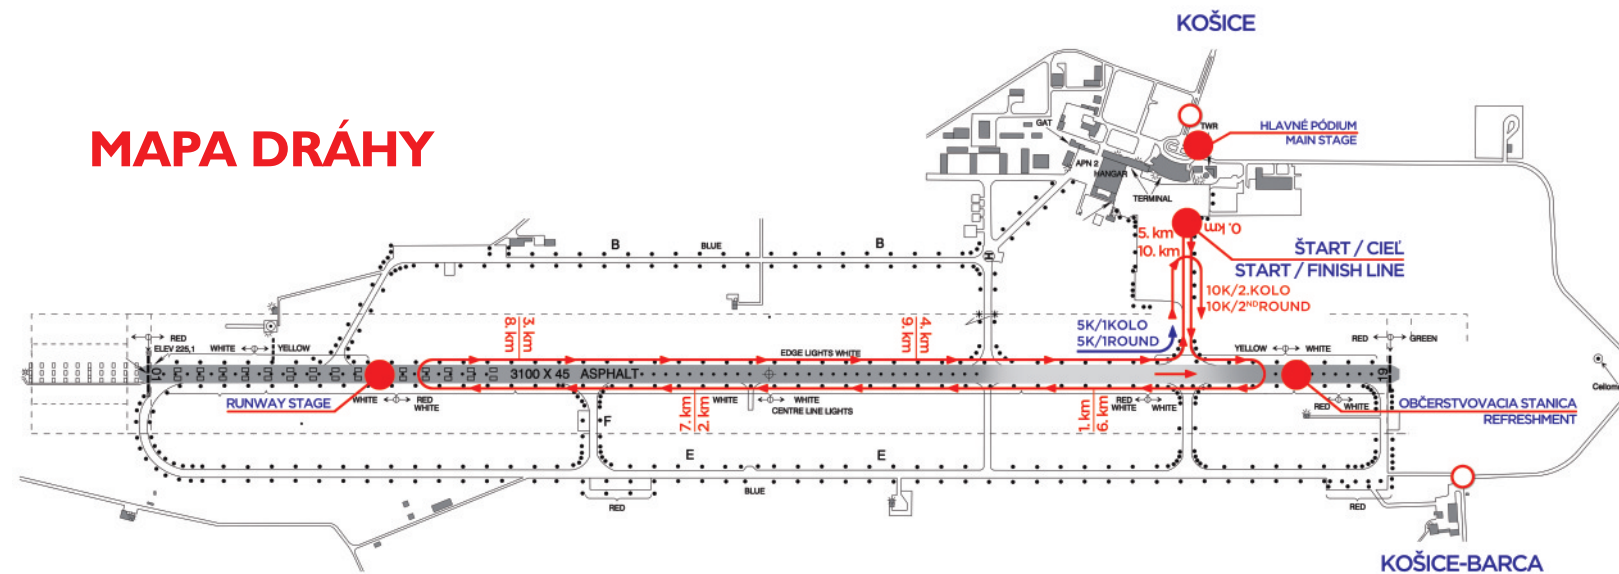 KOŠICE
MAPA DRÁHY
GAT
TWR
HLAVNÉ PÓDIUM
MAIN STAGE
APN 2
HANGAR
TERMINAL
5. km
10. km
0. km
ŠTART / CIEĽ
START / FINISH LINE
B
BLUE
B
H
10K/2.KOLO
10K/2ND ROUND
5K/1KOLO
5K/1ROUND
3. km
8. km
4. km
9. km
RED
ELEV 225,1
WHITE
YELLOW
EDGE LIGHTS WHITE
YELLOW
WHITE
RED
GREEN
01
3100 X 45 ASPHALT
19
RUNWAY STAGE
WHITE
RED
WHITE
WHITE
CENTRE LINE LIGHTS
RED
WHITE
WHITE
RED
WHITE
OBČERSTVOVACIA STANICA
REFRESHMENT
7. km
2. km
1. km
6. km
F
E
E
BLUE
RED
RED
KOŠICE-BARCA